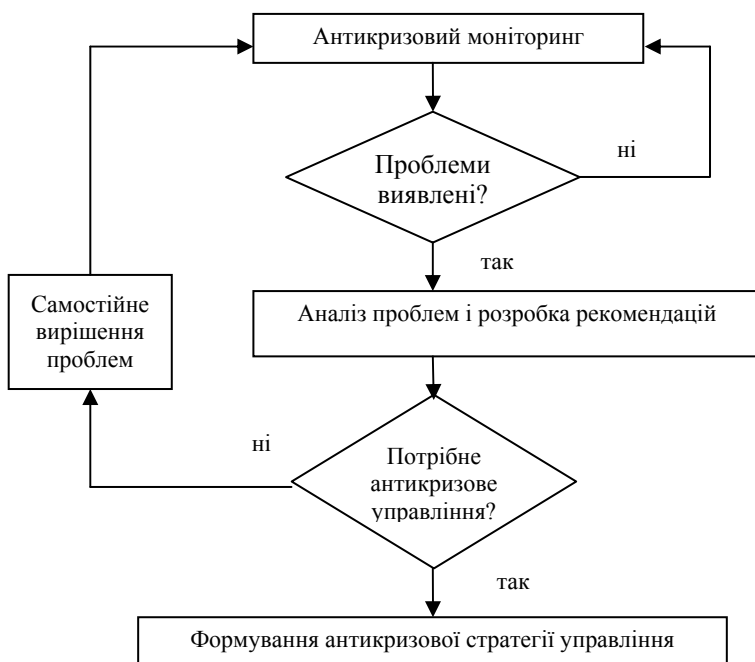 Антикризовий моніторинг
Проблеми
виявлені?
ні
так
Аналіз проблем і розробка рекомендацій
Самостійне
вирішення
проблем
ні
Потрібне
антикризове
управління?
так
Формування антикризової стратегії управління